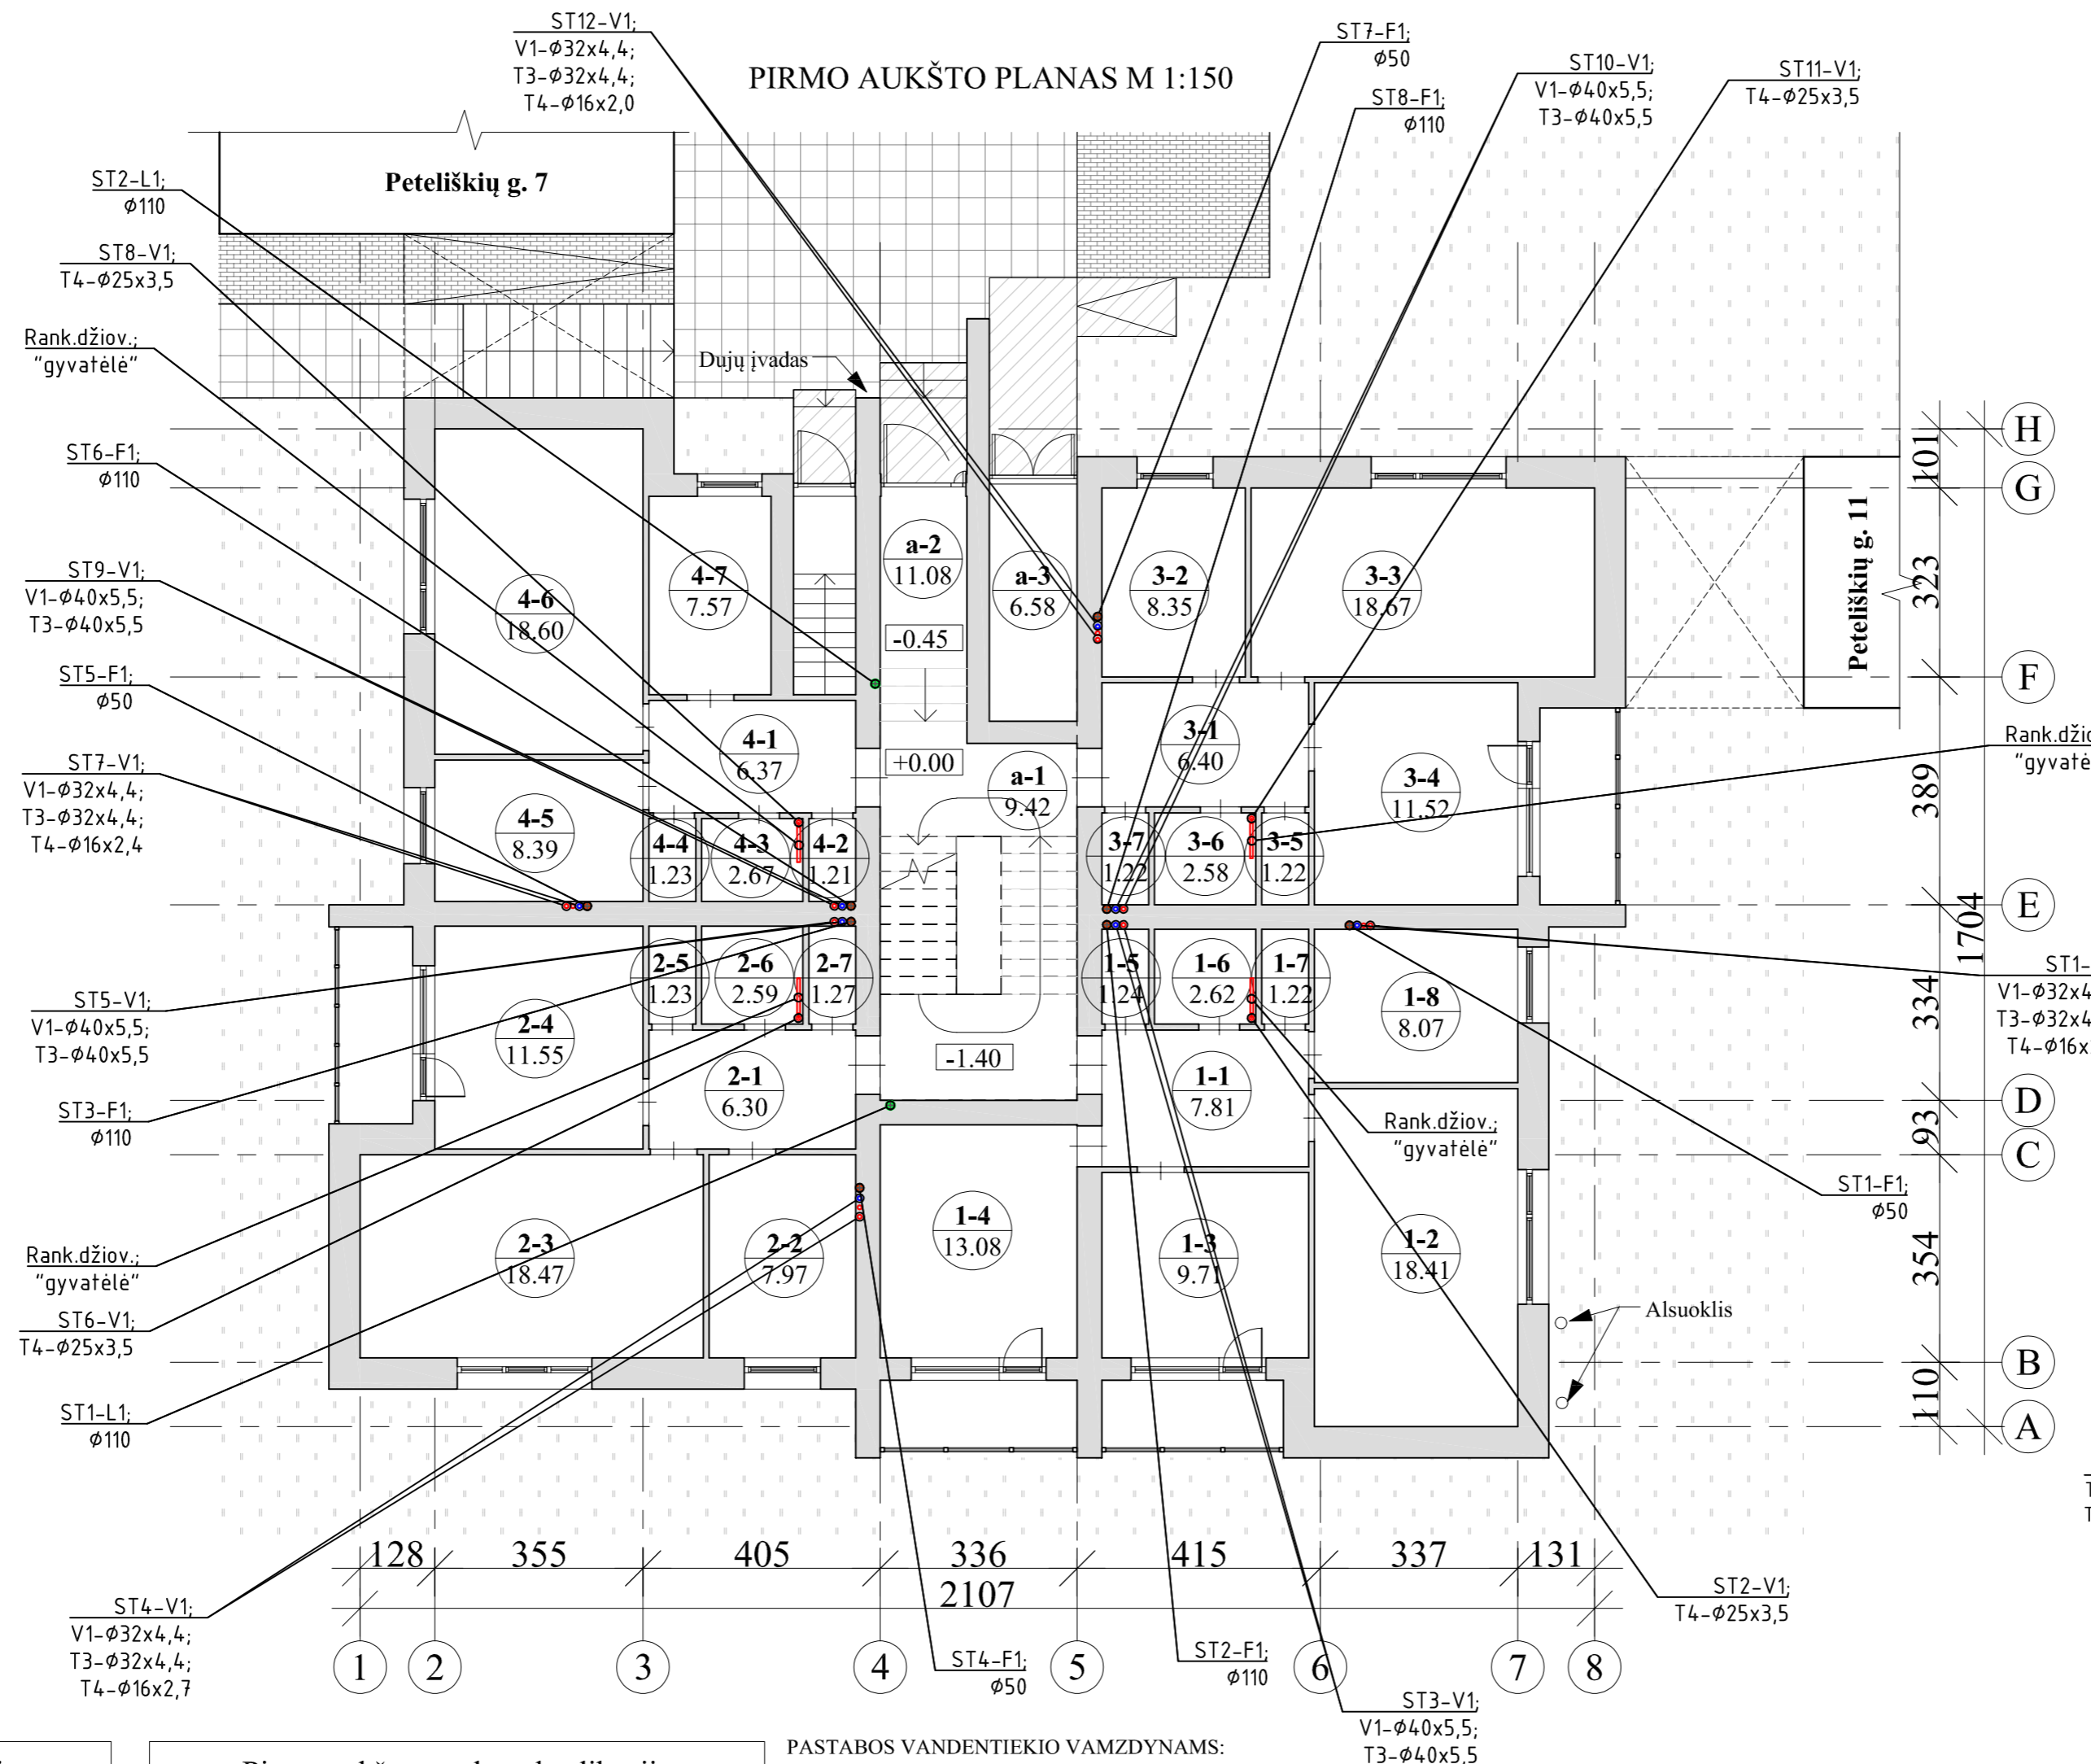 PIRMO AUKŠTO PLANAS M 1:150
ST12-V1;
V1-Φ32x4,4;
T3-Φ32x4,4;
T4-Φ16x2,0
ST7-F1;
Φ50
ST8-F1;
Φ110
ST10-V1;
V1-Φ40x5,5;
T3-Φ40x5,5
ST11-V1;
T4-Φ25x3,5
ST2-L1;
Φ110
ST8-V1;
T4-Φ25x3,5
Rank.džiov.;
"gyvatėlė"
ST6-F1;
Φ110
ST9-V1;
V1-Φ40x5,5;
T3-Φ40x5,5
ST5-F1;
Φ50
ST7-V1;
V1-Φ32x4,4;
T3-Φ32x4,4;
T4-Φ16x2,4
ST5-V1;
V1-Φ40x5,5;
T3-Φ40x5,5
ST3-F1;
Φ110
Rank.džiov.;
"gyvatėlė"
ST6-V1;
T4-Φ25x3,5
ST1-L1;
Φ110
ST4-V1;
V1-Φ32x4,4;
T3-Φ32x4,4;
T4-Φ16x2,7
Peteliškių g. 7
Dujų įvadas
Peteliškių g. 11
a-2
11.08
a-3
6.58
-0.45
+0.00
a-1
9.42
-1.40
4-6
18.60
4-7
7.57
4-1
6.37
4-5
8.39
4-4
1.23
4-3
2.67
4-2
1.21
3-2
8.35
3-3
18.67
3-1
6.40
3-4
11.52
3-7
1.22
3-6
2.58
3-5
1.22
2-5
1.23
2-6
2.59
2-7
1.27
2-4
11.55
2-1
6.30
2-3
18.47
2-2
7.97
1-5
1.24
1-6
2.62
1-7
1.22
1-8
8.07
1-1
7.81
1-4
13.08
1-3
9.71
1-2
18.41
Rank.džiov.;
"gyvatėlė"
Alsuoklis
ST1-F1;
Φ50
ST2-V1;
T4-Φ25x3,5
ST4-F1;
Φ50
ST2-F1;
Φ110
ST3-V1;
V1-Φ40x5,5;
T3-Φ40x5,5
H
G
F
E
D
C
B
A
101
323
389
334
93
354
110
1704
128 355 405 336 415 337 131
2107
1 2 3 4 5 6 7 8
PASTABOS VANDENTIEKIO VAMZDYNAMS: